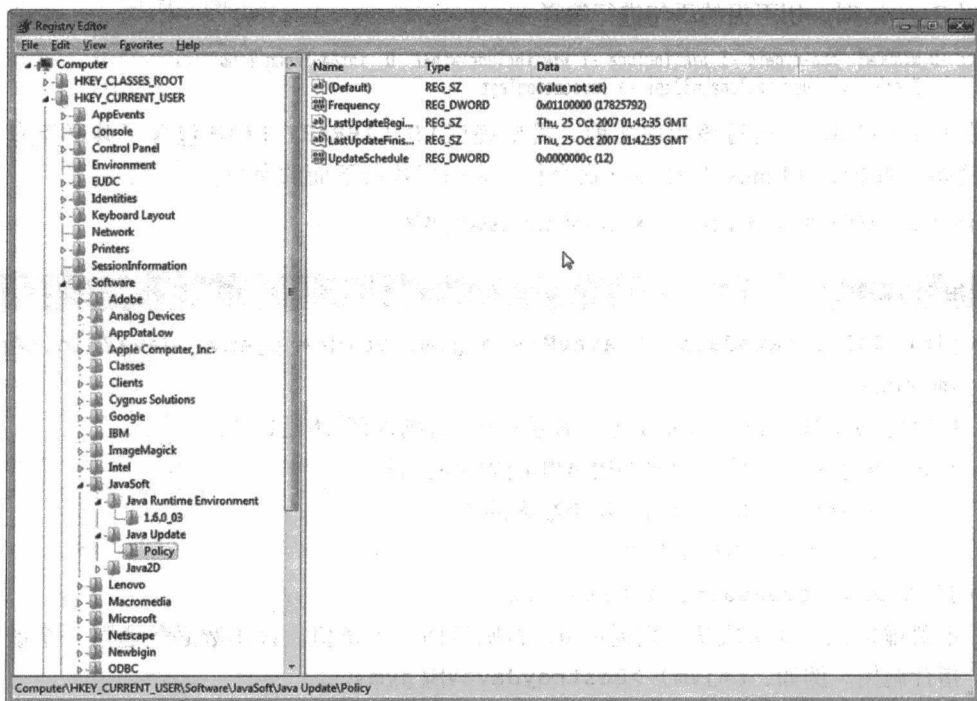 Registry Editor
File Edit View Favorites Help
Computer
HKEY_CLASSES_ROOT
HKEY_CURRENT_USER
AppEvents
Console
Control Panel
Environment
EUDC
Identities
Keyboard Layout
Network
Printers
SessionInformation
Software
Adobe
Analog Devices
AppDataLow
Apple Computer, Inc.
Classes
Clients
Cygnus Solutions
Google
IBM
ImageMagick
Intel
JavaSoft
Java Runtime Environment
1.6.0_03
Java Update
Policy
Java2D
Lenovo
Macromedia
Microsoft
Netscape
Newbigin
ODBC
Name Type Data
(Default) REG_SZ (value not set)
Frequency REG_DWORD 0x01100000 (17825792)
LastUpdateBegi... REG_SZ Thu, 25 Oct 2007 01:42:35 GMT
LastUpdateFinis... REG_SZ Thu, 25 Oct 2007 01:42:35 GMT
UpdateSchedule REG_DWORD 0x0000000c (12)
Computer\HKEY_CURRENT_USER\Software\JavaSoft\Java Update\Policy